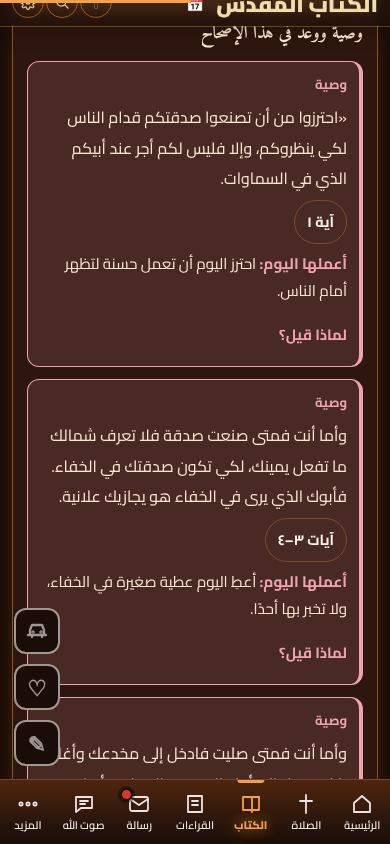 الكتاب المقدس
وصية ووعد في هذا الإصحاح
وصية
«احترزوا من أن تصنعوا صدقتكم قدام الناس
لكي ينظروكم، وإلا فليس لكم أجر عند أبيكم
الذي في السماوات.
آية ١
أعملها اليوم: احترز اليوم أن تعمل حسنة لتظهر
أمام الناس.
لماذا قيل؟
وصية
وأما أنت فمتى صنعت صدقة فلا تعرف شمالك
ما تفعل يمينك، لكي تكون صدقتك في الخفاء.
فأبوك الذي يرى في الخفاء هو يجازيك علانية.
آيات ٣–٤
أعملها اليوم: أعطِ اليوم عطية صغيرة في الخفاء،
ولا تخبر بها أحدًا.
لماذا قيل؟
وصية
وأما أنت فمتى صليت فادخل إلى مخدعك
الرئيسية
الصلاة
الكتاب
القراءات
رسالة
صوت الله
المزيد